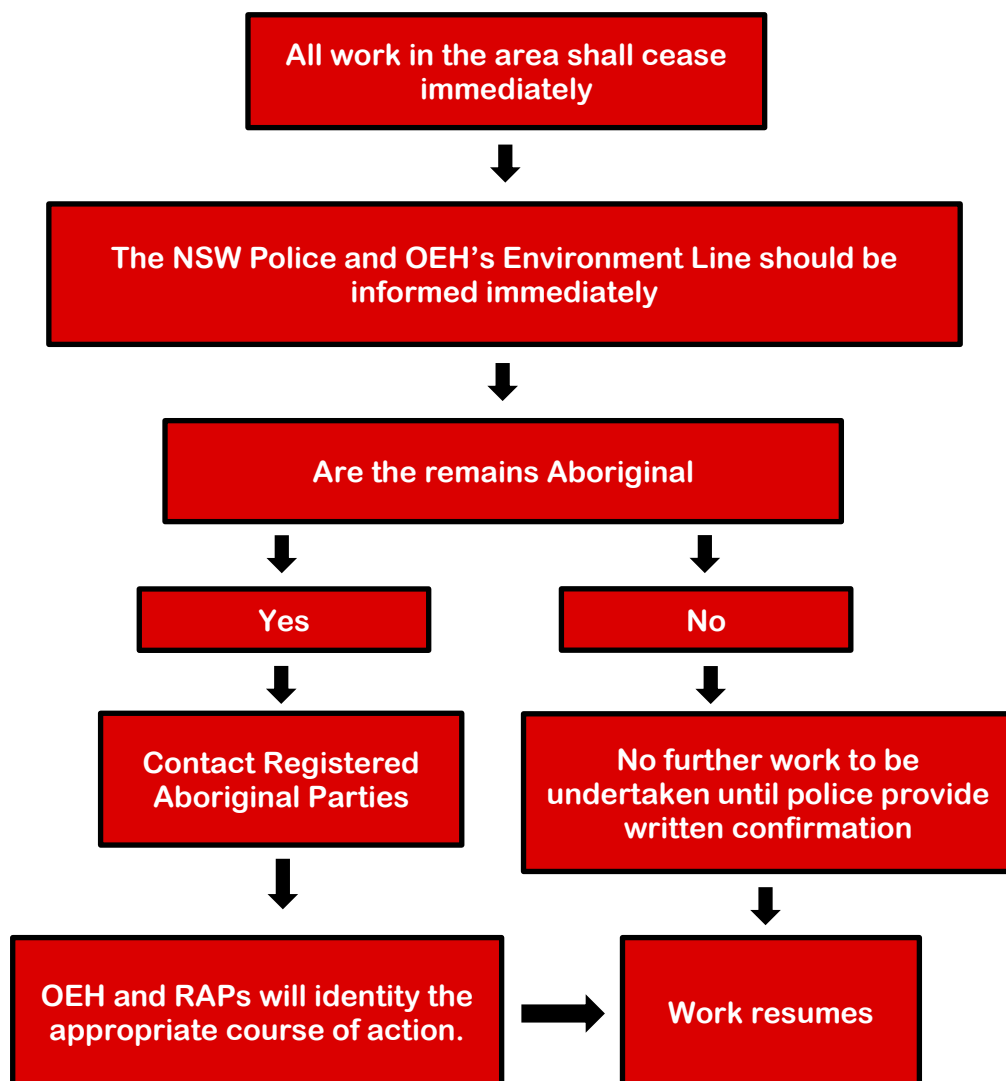 All work in the area shall cease
immediately
The NSW Police and OEH’s Environment Line should be
informed immediately
Are the remains Aboriginal
Yes
No
Contact Registered
Aboriginal Parties
No further work to be
undertaken until police provide
written confirmation
OEH and RAPs will identity the
appropriate course of action.
Work resumes